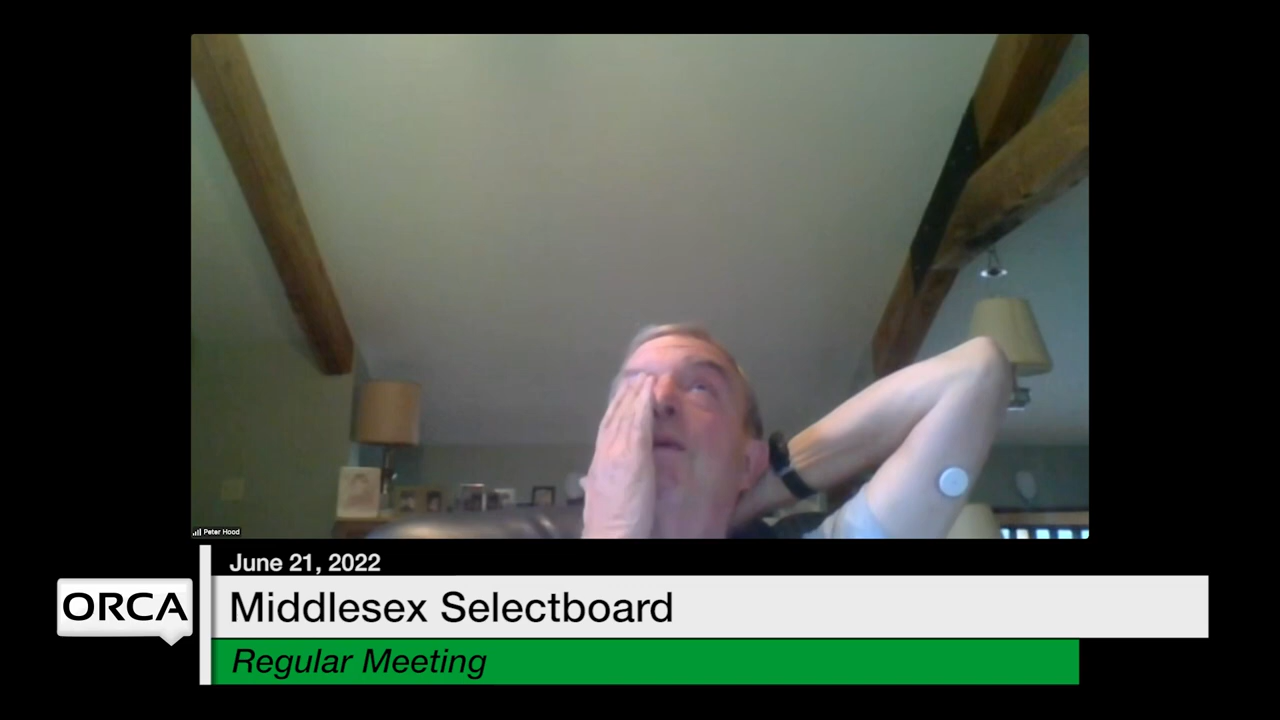 Peter Hood
June 21, 2022
ORCA
Middlesex Selectboard
Regular Meeting